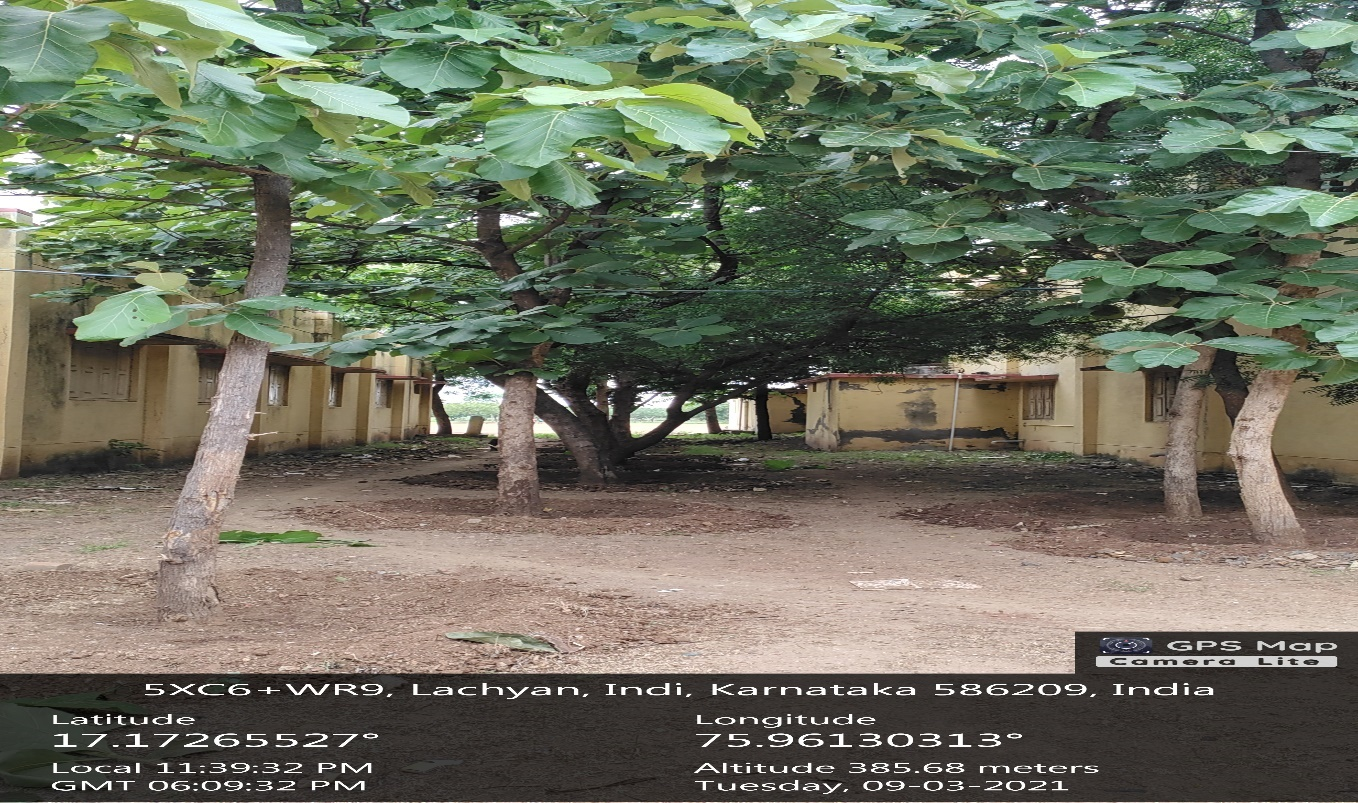 GPS Map
Camera Lite
5XC6+WR9, Lachyan, Indi, Karnataka 586209, India
Latitude
17.17265527°
Longitude
75.96130313°
Local 11:39:32 PM
GMT 06:09:32 PM
Altitude 385.68 meters
Tuesday, 09-03-2021